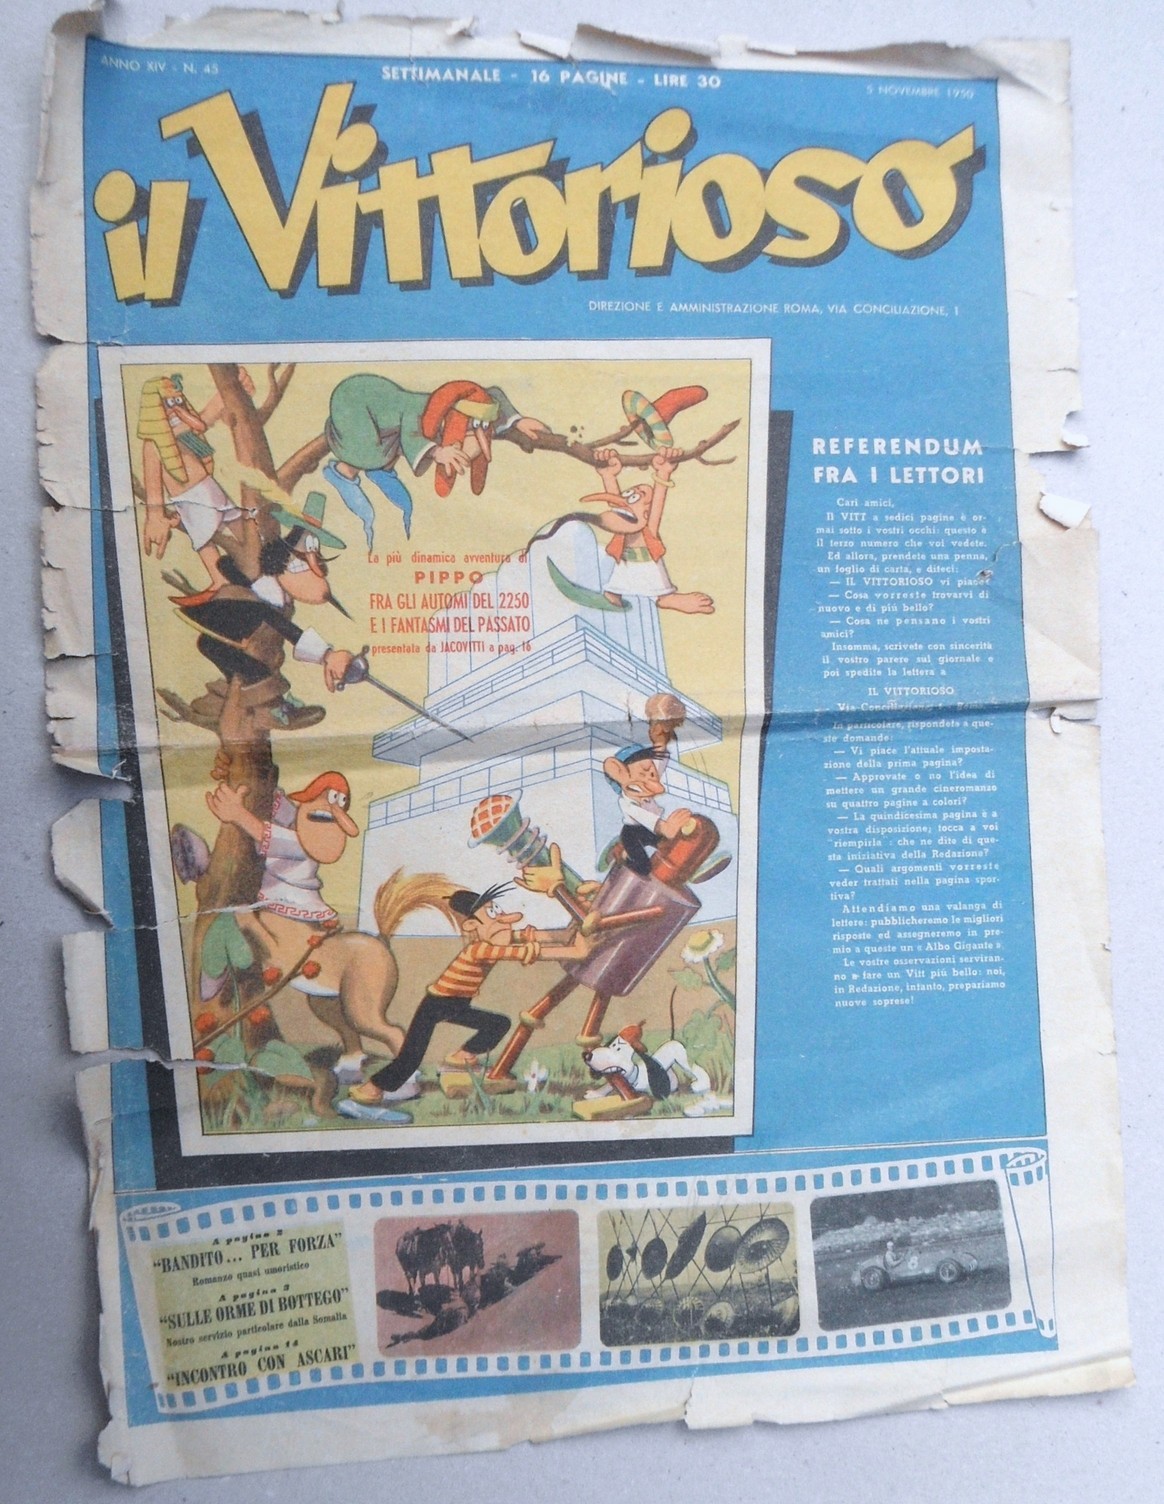 ANNO XIV - N. 45
SETTIMANALE - 16 PAGINE - LIRE 30
5 NOVEMBRE 1950
il Vittorioso
DIREZIONE E AMMINISTRAZIONE ROMA, VIA CONCILIAZIONE, 1
La più dinamica avventura di
PIPPO
FRA GLI AUTOMI DEL 2250
E I FANTASMI DEL PASSATO
presentata da JACOVITTI a pag. 16
REFERENDUM
FRA I LETTORI
Cari amici,
Il VITT a sedici pagine è or-
mai sotto i vostri occhi: questo è
il terzo numero che voi vedete.
Ed allora, prendete una penna,
un foglio di carta, e diteci:
— IL VITTORIOSO vi piace?
— Cosa vorreste trovarvi di
nuovo e di più bello?
— Cosa ne pensano i vostri
amici?
Insomma, scrivete con sincerità
il vostro parere sul giornale e
poi spedite la lettera a
IL VITTORIOSO
Via Conciliazione, 1 - Roma
In particolare, rispondete a que-
ste domande:
— Vi piace l'attuale imposta-
zione della prima pagina?
— Approvate o no l'idea di
mettere un grande cineromanzo
su quattro pagine a colori?
— La quindicesima pagina è a
vostra disposizione; tocca a voi
riempirla : che ne dite di que-
sta iniziativa della Redazione?
— Quali argomenti vorreste
veder trattati nella pagina spor-
tiva?
Attendiamo una valanga di
lettere: pubblicheremo le migliori
risposte ed assegneremo in pre-
mio a queste un « Albo Gigante ».
Le vostre osservazioni serviran-
no a fare un Vitt più bello: noi,
in Redazione, intanto, prepariamo
nuove soprese!
A pagina 2
"BANDITO... PER FORZA"
Romanzo quasi umoristico
A pagina 3
"SULLE ORME DI BOTTEGO"
Nostro servizio particolare dalla Somalia
A pagina 14
"INCONTRO CON ASCARI"
8